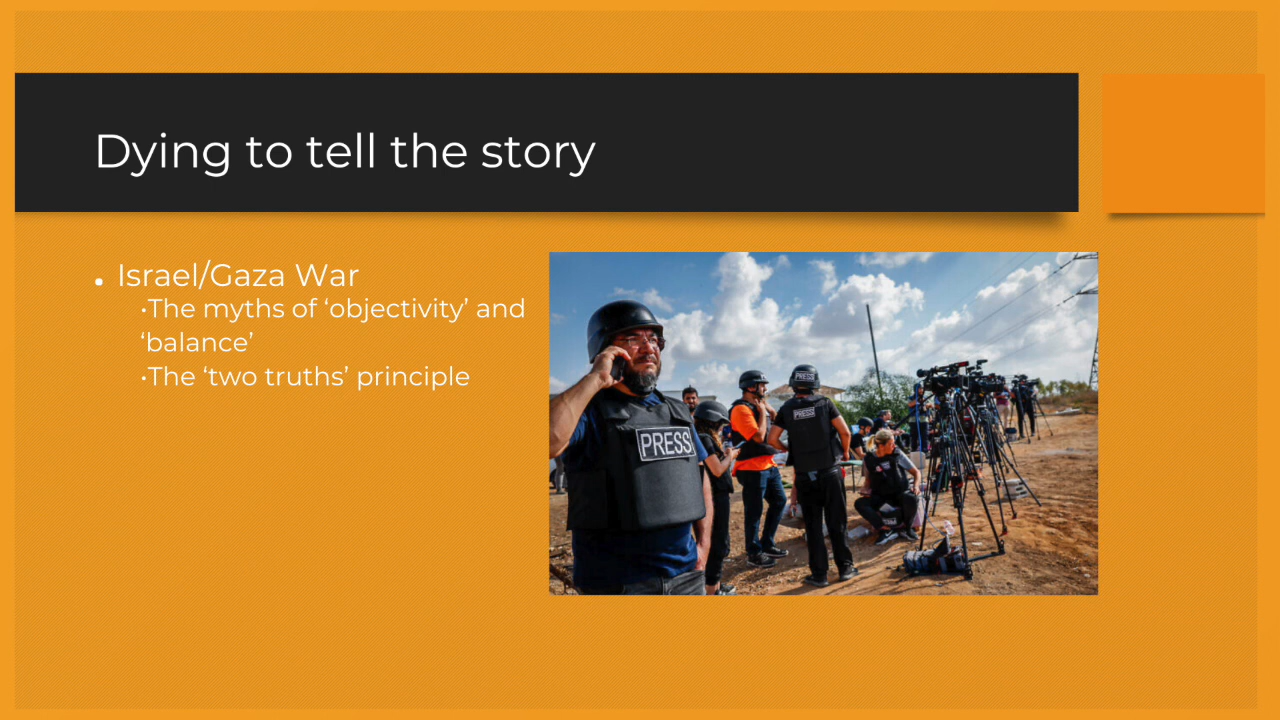 Dying to tell the story
• Israel/Gaza War
•The myths of ‘objectivity’ and
‘balance’
•The ‘two truths’ principle
PRESS
PRESS
PRESS